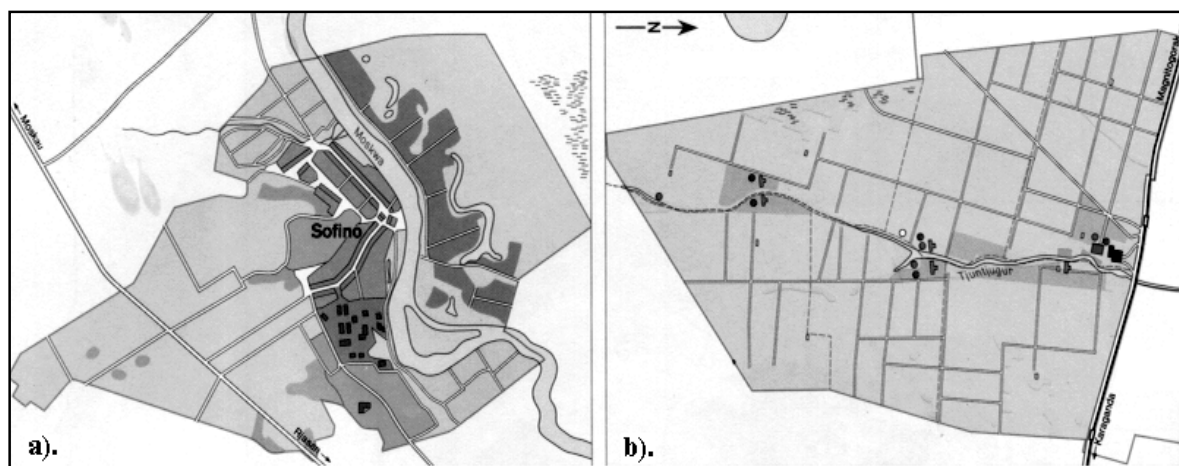 Moskau
Moskwa
Sofino
Rjasan
a).
N
Magnitogorsk
Tjuntjugur
Karaganda
b).